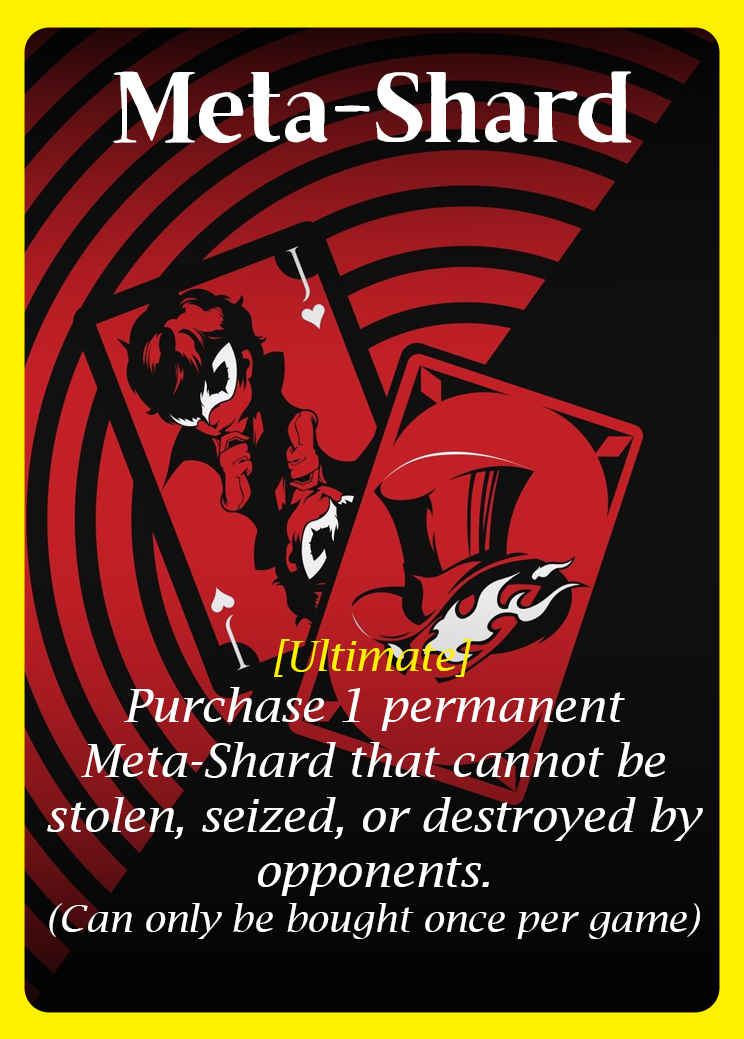 Meta-Shard
J
J
[Ultimate]
Purchase 1 permanent
Meta-Shard that cannot be
stolen, seized, or destroyed by
opponents.
(Can only be bought once per game)